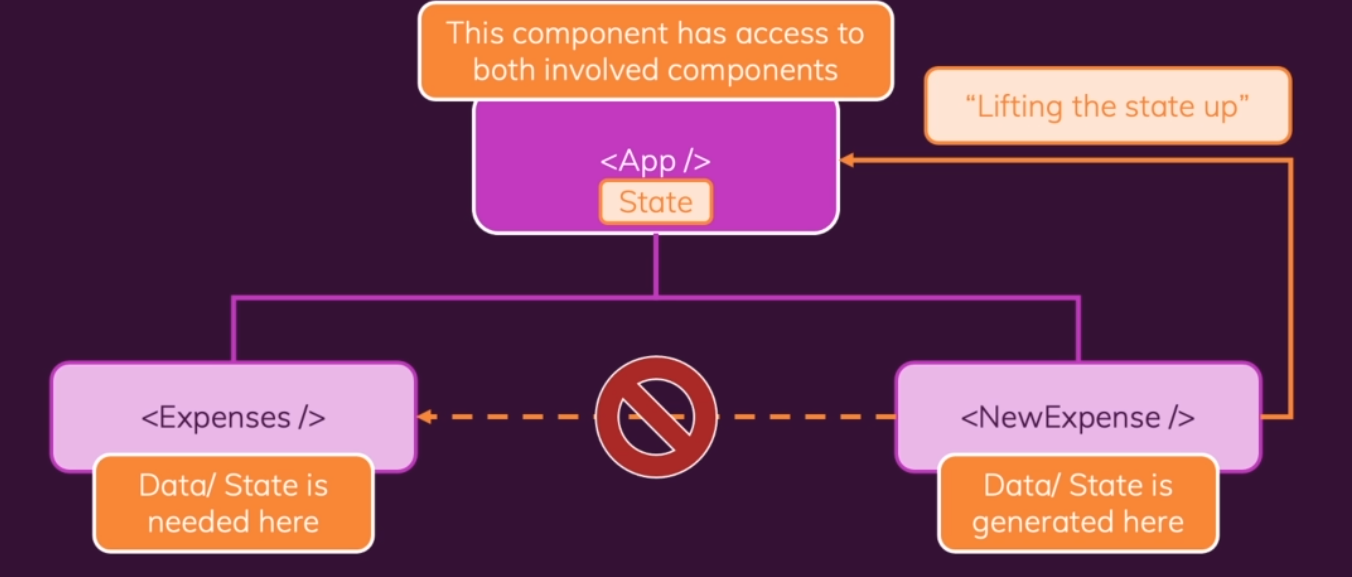 This component has access to
both involved components
“Lifting the state up”
<App />
State
<Expenses />
<NewExpense />
Data/ State is
needed here
Data/ State is
generated here